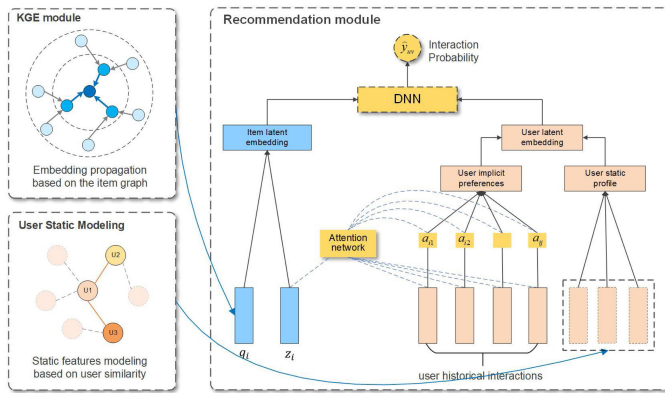 KGE module
Embedding propagation
based on the item graph
User Static Modeling
U2
U1
U3
Static features modeling
based on user similarity
Recommendation module
ŷuv
Interaction
Probability
DNN
Item latent
embedding
User latent
embedding
User implicit
preferences
User static
profile
Attention
network
ai1
ai2
aij
qi
zi
user historical interactions